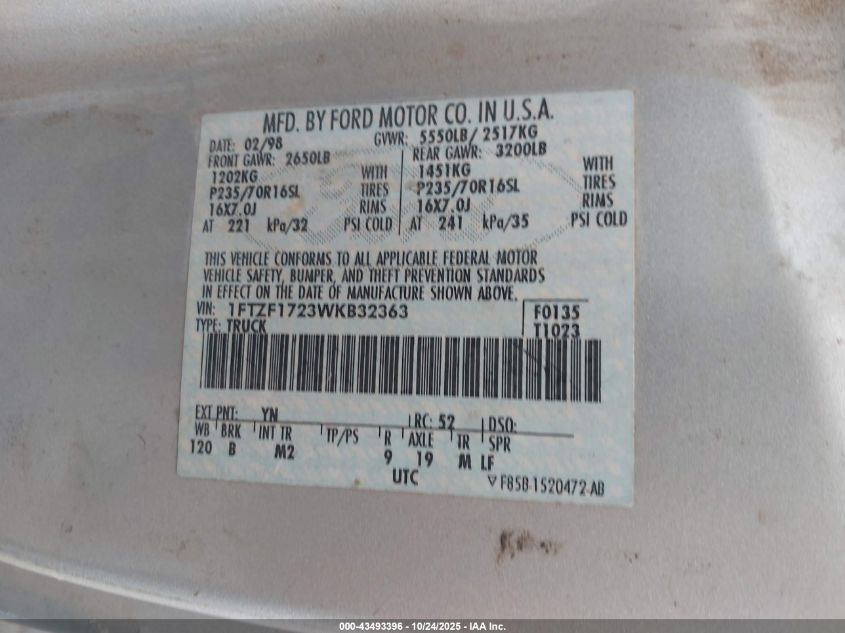 MFD. BY FORD MOTOR CO. IN U.S.A.
DATE: 02/98 GVWR: 5550LB/ 2517KG
FRONT GAWR: 2650LB REAR GAWR: 3200LB
1202KG WITH 1451KG WITH
P235/70R16SL TIRES P235/70R16SL TIRES
16X7.0J RIMS 16X7.0J RIMS
AT 221 kPa/32 PSI COLD AT 241 kPa/35 PSI COLD
THIS VEHICLE CONFORMS TO ALL APPLICABLE FEDERAL MOTOR
VEHICLE SAFETY, BUMPER, AND THEFT PREVENTION STANDARDS
IN EFFECT ON THE DATE OF MANUFACTURE SHOWN ABOVE.
VIN: 1FTZF1723WKB32363 F0135
TYPE: TRUCK T1023
EXT PNT: YN RC: 52 DSO:
WB BRK INT TR TP/PS R AXLE TR SPR
120 B M2 9 19 M LF
UTC
▽ F85B-1520472-AB
000-43493396 - 10/24/2025 - IAA Inc.